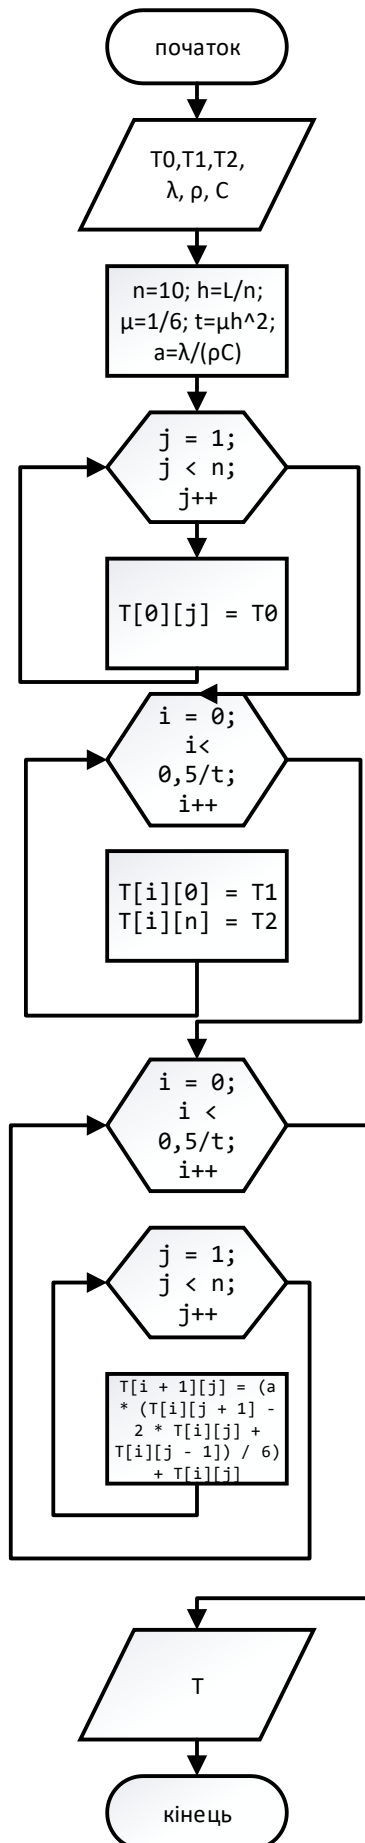 початок
T0,T1,T2,
λ, ρ, C
n=10; h=L/n;
μ=1/6; t=μh^2;
a=λ/(ρC)
j = 1;
j < n;
j++
T[0][j] = T0
i = 0;
i<
0,5/t;
i++
T[i][0] = T1
T[i][n] = T2
i = 0;
i <
0,5/t;
i++
j = 1;
j < n;
j++
T[i + 1][j] = (a
* (T[i][j + 1] -
2 * T[i][j] +
T[i][j - 1]) / 6)
+ T[i][j]
T
кінець